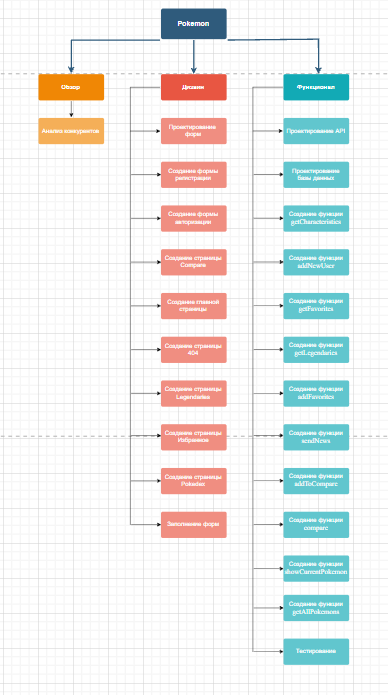 Pokemon
Обзор
Анализ конкурентов
Дизайн
Проектирование
форм
Создание формы
регистрации
Создание формы
авторизации
Создание страницы
Compare
Создание главной
страницы
Создание страницы
404
Создание страницы
Legendaries
Создание страницы
Избранное
Создание страницы
Pokedex
Заполнение форм
Функционал
Проектирование API
Проектирование
базы данных
Создание функции
getCharacteristics
Создание функции
addNewUser
Создание функции
getFavorites
Создание функции
getLegendaries
Создание функции
addFavorites
Создание функции
sendNews
Создание функции
addToCompare
Создание функции
compare
Создание функции
showCurrentPokemon
Создание функции
getAllPokemons
Тестирование